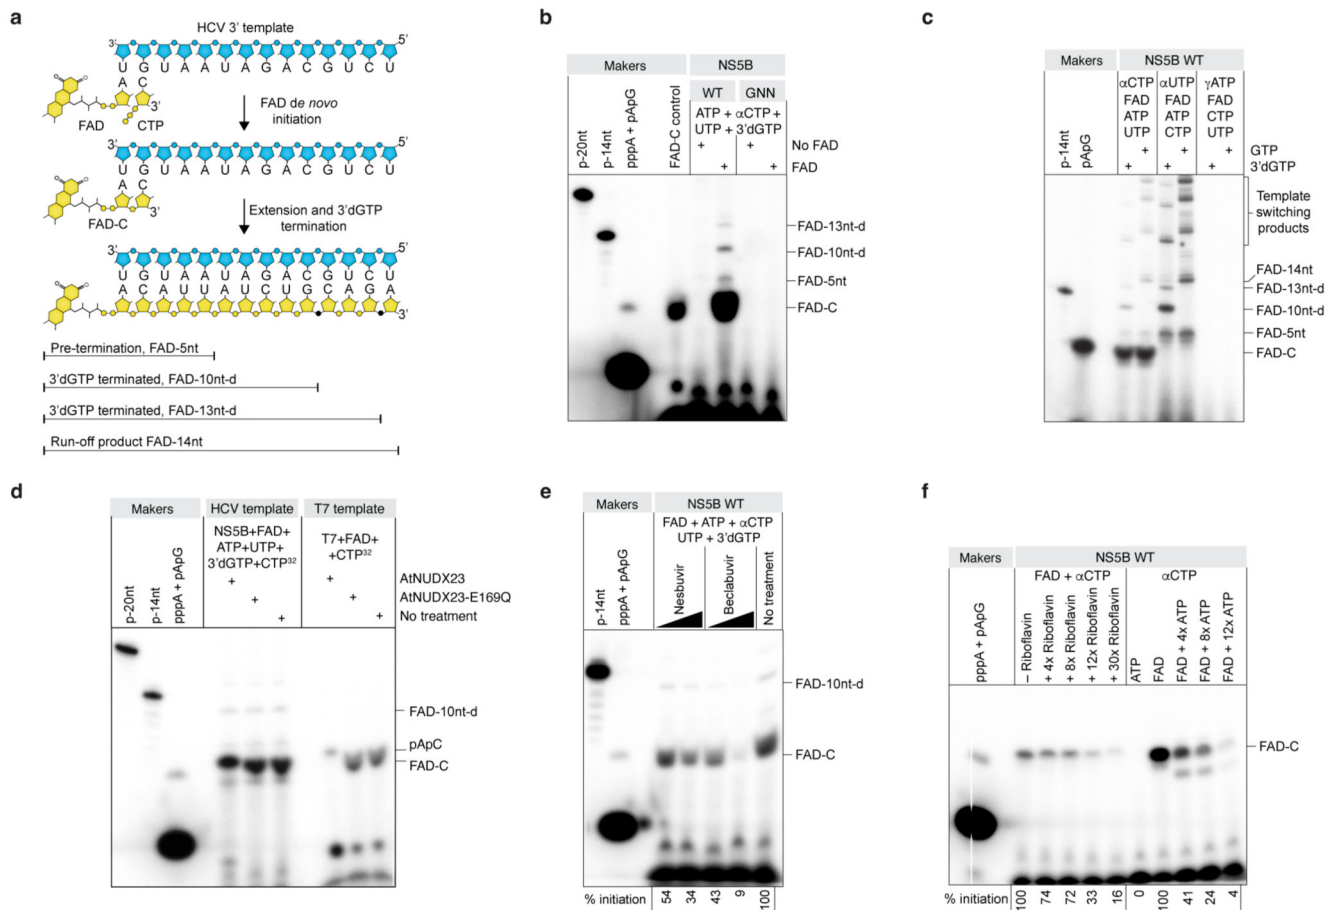 a
HCV 3' template
3' 5'
U G U A A U A G A C G U C U
A C
3'
FAD CTP
FAD de novo
initiation
3' 5'
U G U A A U A G A C G U C U
A C
3'
FAD-C
Extension and 3'dGTP
termination
3' 5'
U G U A A U A G A C G U C U
A C A U U A U C U G C A G A
3'
Pre-termination, FAD-5nt
3'dGTP terminated, FAD-10nt-d
3'dGTP terminated, FAD-13nt-d
Run-off product FAD-14nt
b
Makers NS5B
p-20nt
p-14nt
pppA + pApG
FAD-C control
WT GNN
ATP + αCTP +
UTP + 3'dGTP
+ + No FAD
+ + FAD
FAD-13nt-d
FAD-10nt-d
FAD-5nt
FAD-C
c
Makers NS5B WT
p-14nt
pApG
αCTP αUTP γATP
FAD FAD FAD
ATP ATP CTP
UTP CTP UTP
+ + + GTP
+ + + 3'dGTP
Template
switching
products
FAD-14nt
FAD-13nt-d
FAD-10nt-d
FAD-5nt
FAD-C
d
Makers HCV template T7 template
p-20nt
p-14nt
pppA + pApG
NS5B+FAD+
ATP+UTP+
3'dGTP+CTP³²
T7+FAD+
+CTP³²
+ + AtNUDX23
+ + AtNUDX23-E169Q
+ + No treatment
FAD-10nt-d
pApC
FAD-C
e
Makers NS5B WT
p-14nt
pppA + pApG
FAD + ATP + αCTP
UTP + 3'dGTP
Nesbuvir
Beclabuvir
No treatment
FAD-10nt-d
FAD-C
% initiation 54 34 43 9 100
f
Makers NS5B WT
pppA + pApG
FAD + αCTP αCTP
– Riboflavin
+ 4x Riboflavin
+ 8x Riboflavin
+ 12x Riboflavin
+ 30x Riboflavin
ATP
FAD
FAD + 4x ATP
FAD + 8x ATP
FAD + 12x ATP
FAD-C
% initiation 100 74 72 33 16 0 100 41 24 4